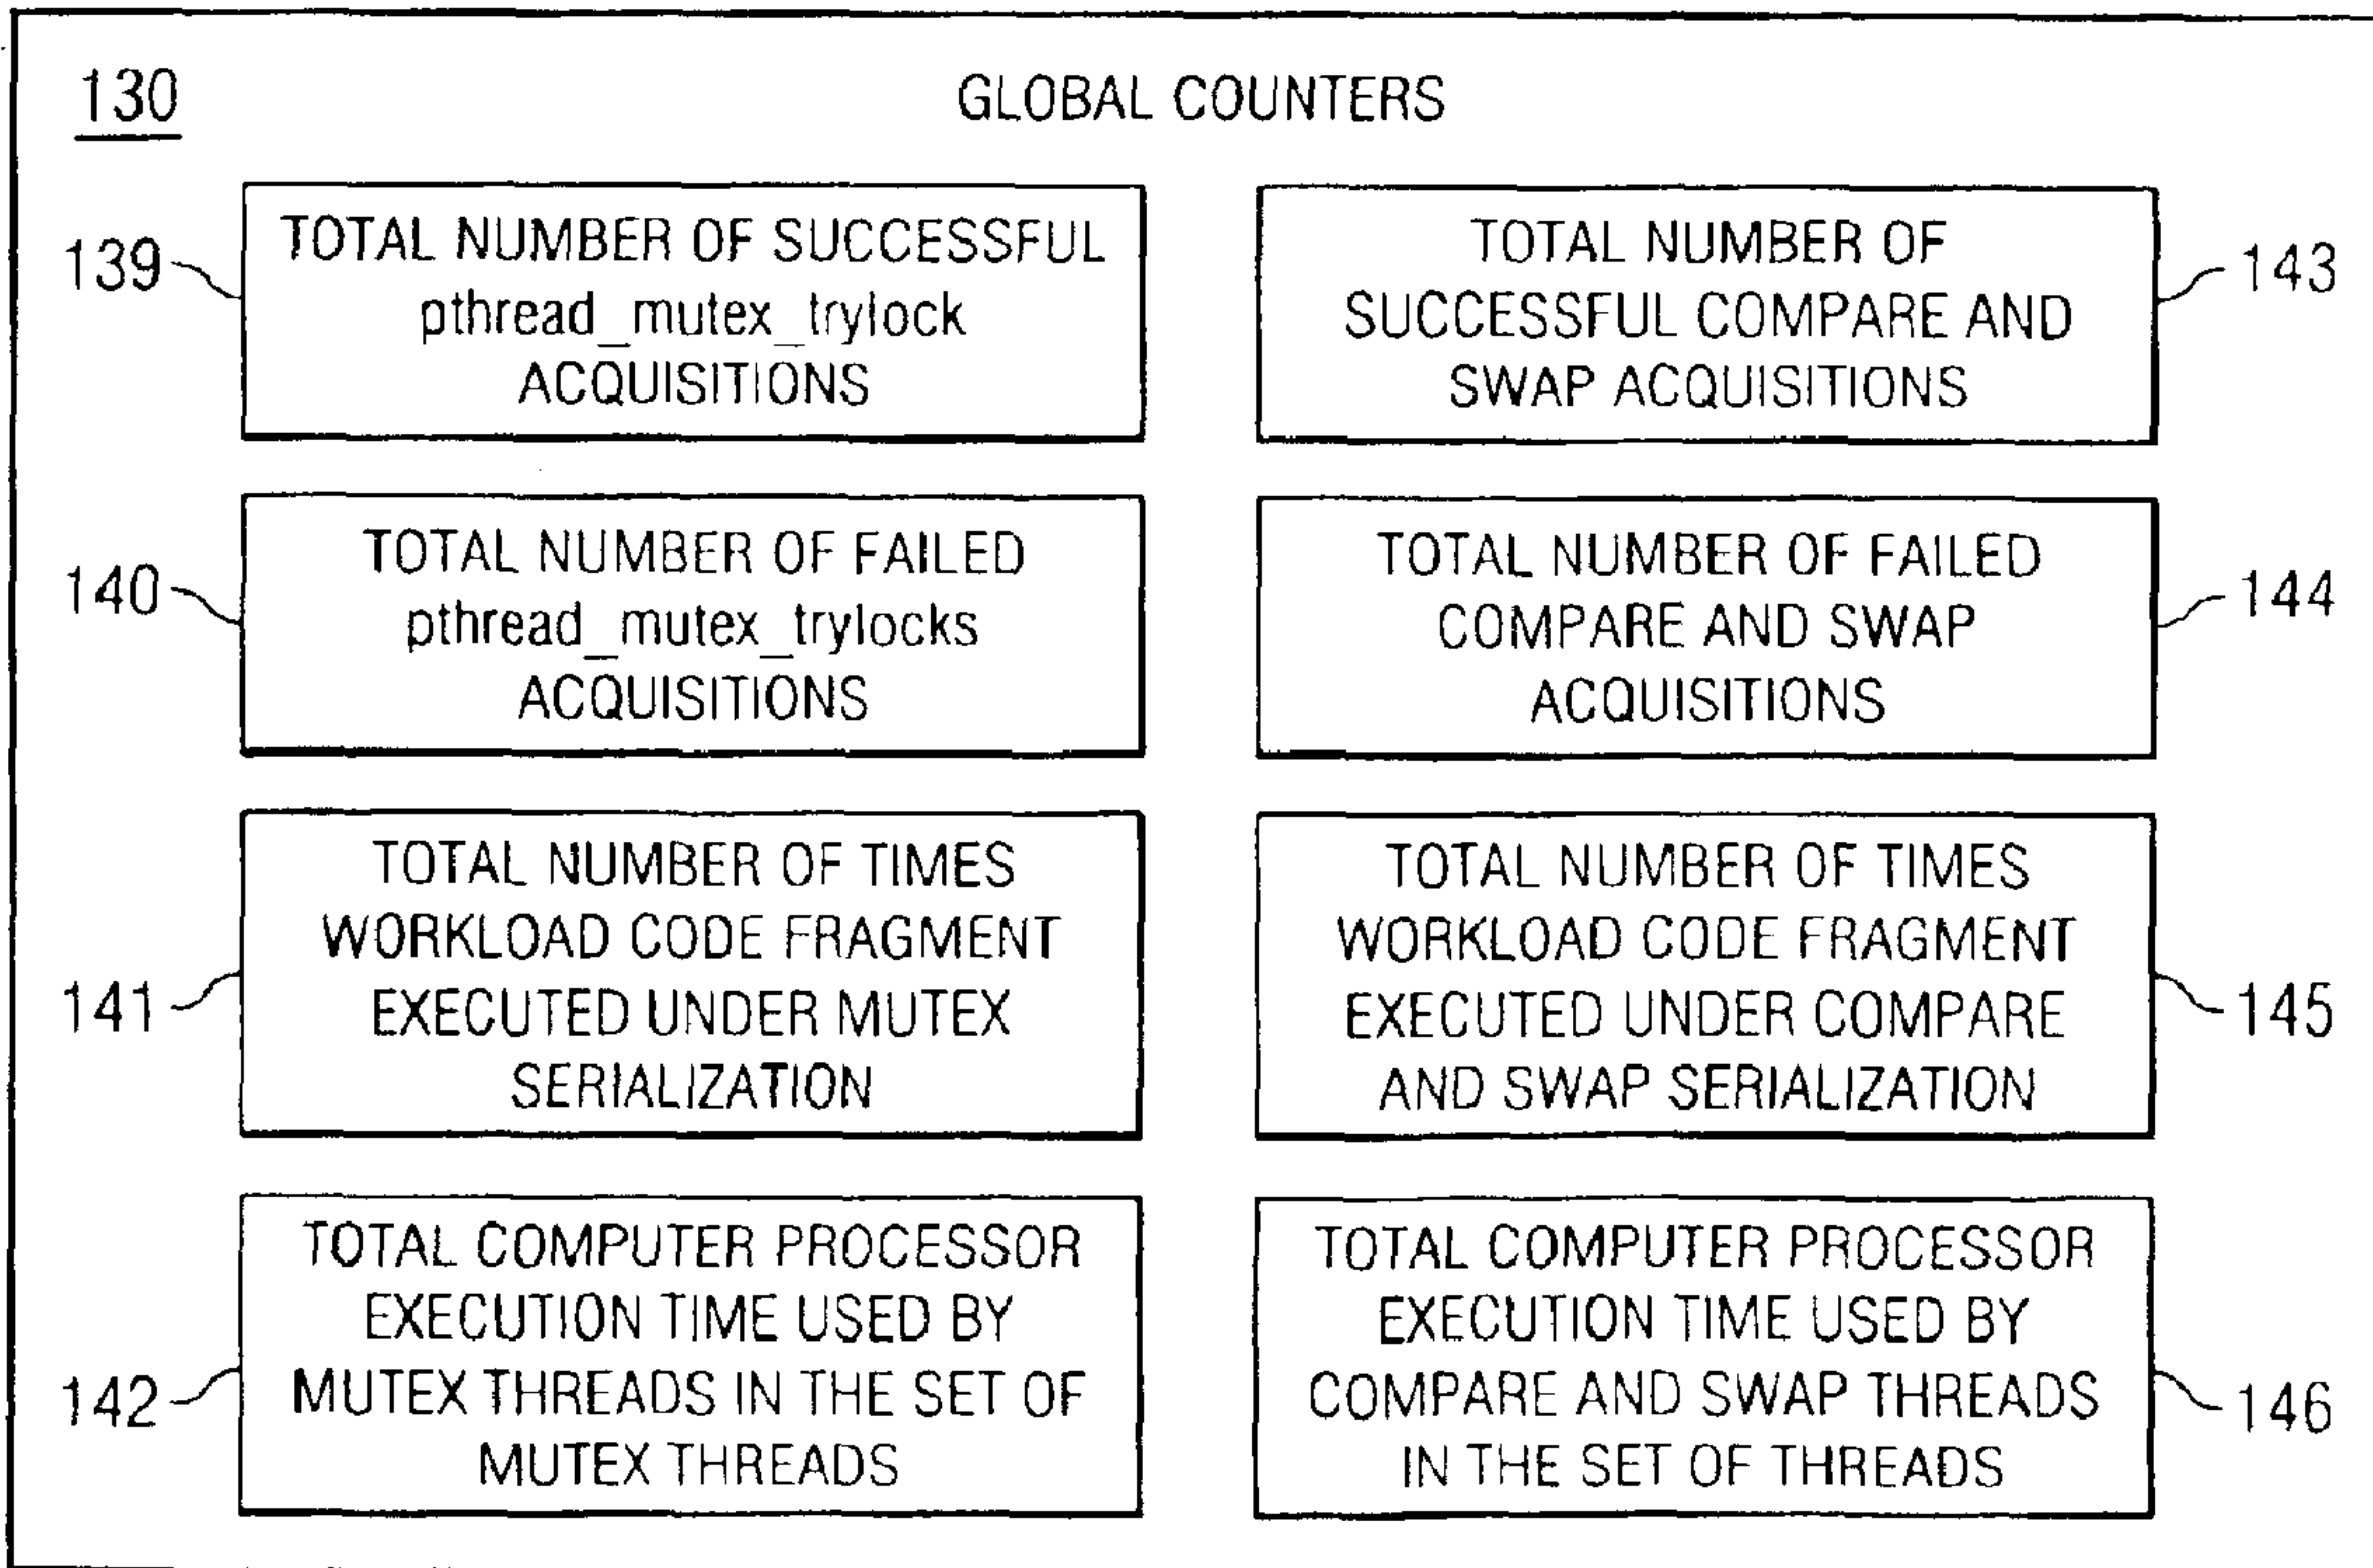 130
GLOBAL COUNTERS
139
TOTAL NUMBER OF SUCCESSFUL
pthread_mutex_trylock
ACQUISITIONS
TOTAL NUMBER OF
SUCCESSFUL COMPARE AND
SWAP ACQUISITIONS
143
140
TOTAL NUMBER OF FAILED
pthread_mutex_trylocks
ACQUISITIONS
TOTAL NUMBER OF FAILED
COMPARE AND SWAP
ACQUISITIONS
144
141
TOTAL NUMBER OF TIMES
WORKLOAD CODE FRAGMENT
EXECUTED UNDER MUTEX
SERIALIZATION
TOTAL NUMBER OF TIMES
WORKLOAD CODE FRAGMENT
EXECUTED UNDER COMPARE
AND SWAP SERIALIZATION
145
142
TOTAL COMPUTER PROCESSOR
EXECUTION TIME USED BY
MUTEX THREADS IN THE SET OF
MUTEX THREADS
TOTAL COMPUTER PROCESSOR
EXECUTION TIME USED BY
COMPARE AND SWAP THREADS
IN THE SET OF THREADS
146